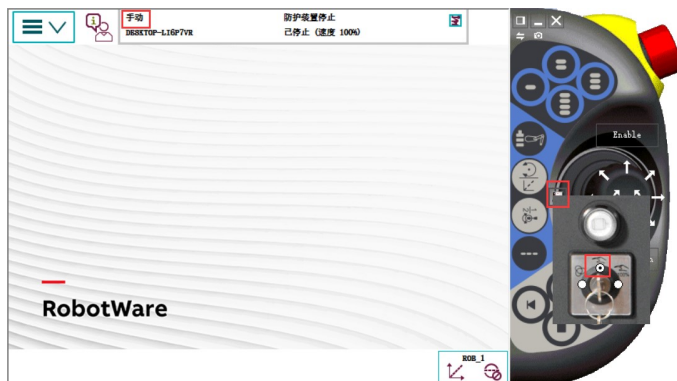 手动
防护装置停止
DESKTOP-LI6P7VR
已停止 (速度 100%)
Enable
RobotWare
ROB_1